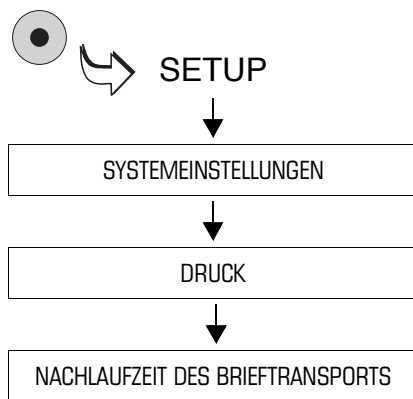 SETUP
SYSTEMEINSTELLUNGEN
DRUCK
NACHLAUFZEIT DES BRIEFTRANSPORTS